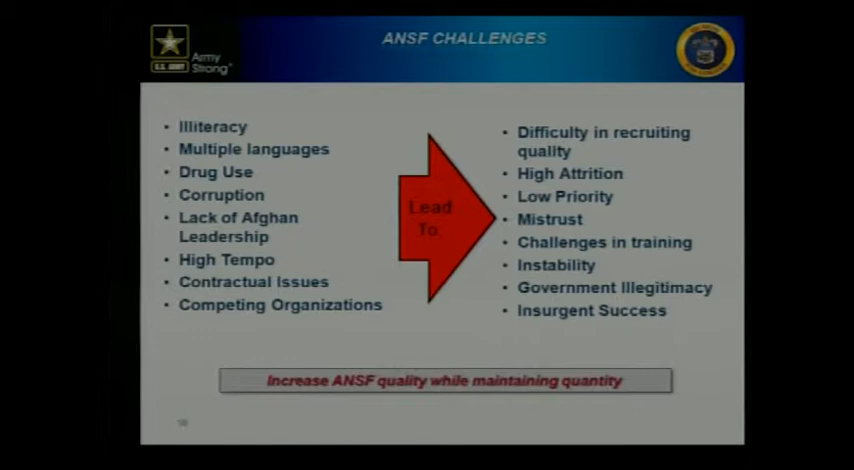 ANSF CHALLENGES
U.S. ARMY
Army
Strong
• Illiteracy
• Multiple languages
• Drug Use
• Corruption
• Lack of Afghan
Leadership
• High Tempo
• Contractual Issues
• Competing Organizations
Lead
To
• Difficulty in recruiting
quality
• High Attrition
• Low Priority
• Mistrust
• Challenges in training
• Instability
• Government Illegitimacy
• Insurgent Success
Increase ANSF quality while maintaining quantity